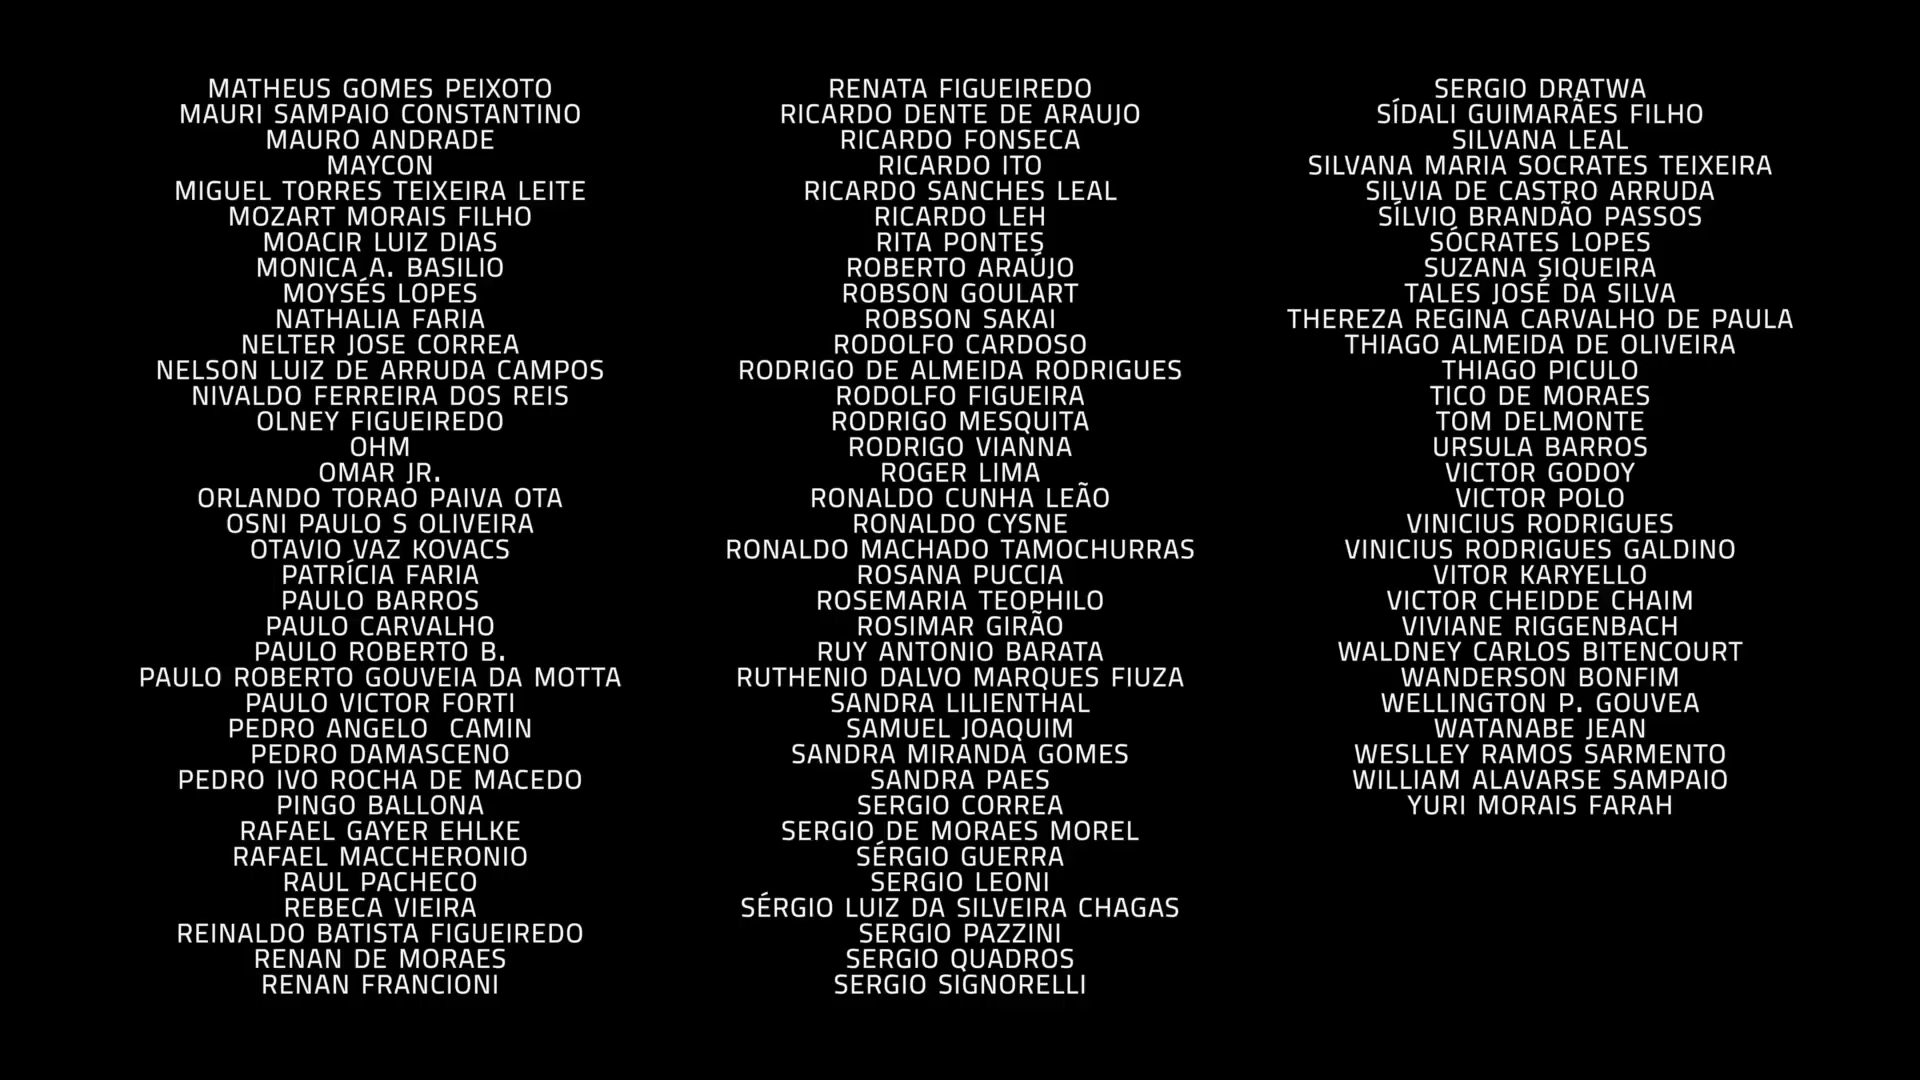 MATHEUS GOMES PEIXOTO
MAURI SAMPAIO CONSTANTINO
MAURO ANDRADE
MAYCON
MIGUEL TORRES TEIXEIRA LEITE
MOZART MORAIS FILHO
MOACIR LUIZ DIAS
MONICA A. BASILIO
MOYSÉS LOPES
NATHALIA FARIA
NELTER JOSE CORREA
NELSON LUIZ DE ARRUDA CAMPOS
NIVALDO FERREIRA DOS REIS
OLNEY FIGUEIREDO
OHM
OMAR JR.
ORLANDO TORAO PAIVA OTA
OSNI PAULO S OLIVEIRA
OTAVIO VAZ KOVACS
PATRÍCIA FARIA
PAULO BARROS
PAULO CARVALHO
PAULO ROBERTO B.
PAULO ROBERTO GOUVEIA DA MOTTA
PAULO VICTOR FORTI
PEDRO ANGELO  CAMIN
PEDRO DAMASCENO
PEDRO IVO ROCHA DE MACEDO
PINGO BALLONA
RAFAEL GAYER EHLKE
RAFAEL MACCHERONIO
RAUL PACHECO
REBECA VIEIRA
REINALDO BATISTA FIGUEIREDO
RENAN DE MORAES
RENAN FRANCIONI
RENATA FIGUEIREDO
RICARDO DENTE DE ARAUJO
RICARDO FONSECA
RICARDO ITO
RICARDO SANCHES LEAL
RICARDO LEH
RITA PONTES
ROBERTO ARAÚJO
ROBSON GOULART
ROBSON SAKAI
RODOLFO CARDOSO
RODRIGO DE ALMEIDA RODRIGUES
RODOLFO FIGUEIRA
RODRIGO MESQUITA
RODRIGO VIANNA
ROGER LIMA
RONALDO CUNHA LEÃO
RONALDO CYSNE
RONALDO MACHADO TAMOCHURRAS
ROSANA PUCCIA
ROSEMARIA TEOPHILO
ROSIMAR GIRÃO
RUY ANTONIO BARATA
RUTHENIO DALVO MARQUES FIUZA
SANDRA LILIENTHAL
SAMUEL JOAQUIM
SANDRA MIRANDA GOMES
SANDRA PAES
SERGIO CORREA
SERGIO DE MORAES MOREL
SÉRGIO GUERRA
SERGIO LEONI
SÉRGIO LUIZ DA SILVEIRA CHAGAS
SERGIO PAZZINI
SERGIO QUADROS
SERGIO SIGNORELLI
SERGIO DRATWA
SÍDALI GUIMARÃES FILHO
SILVANA LEAL
SILVANA MARIA SOCRATES TEIXEIRA
SILVIA DE CASTRO ARRUDA
SÍLVIO BRANDÃO PASSOS
SÓCRATES LOPES
SUZANA SIQUEIRA
TALES JOSÉ DA SILVA
THEREZA REGINA CARVALHO DE PAULA
THIAGO ALMEIDA DE OLIVEIRA
THIAGO PICULO
TICO DE MORAES
TOM DELMONTE
URSULA BARROS
VICTOR GODOY
VICTOR POLO
VINICIUS RODRIGUES
VINICIUS RODRIGUES GALDINO
VITOR KARYELLO
VICTOR CHEIDDE CHAIM
VIVIANE RIGGENBACH
WALDNEY CARLOS BITENCOURT
WANDERSON BONFIM
WELLINGTON P. GOUVEA
WATANABE JEAN
WESLLEY RAMOS SARMENTO
WILLIAM ALAVARSE SAMPAIO
YURI MORAIS FARAH